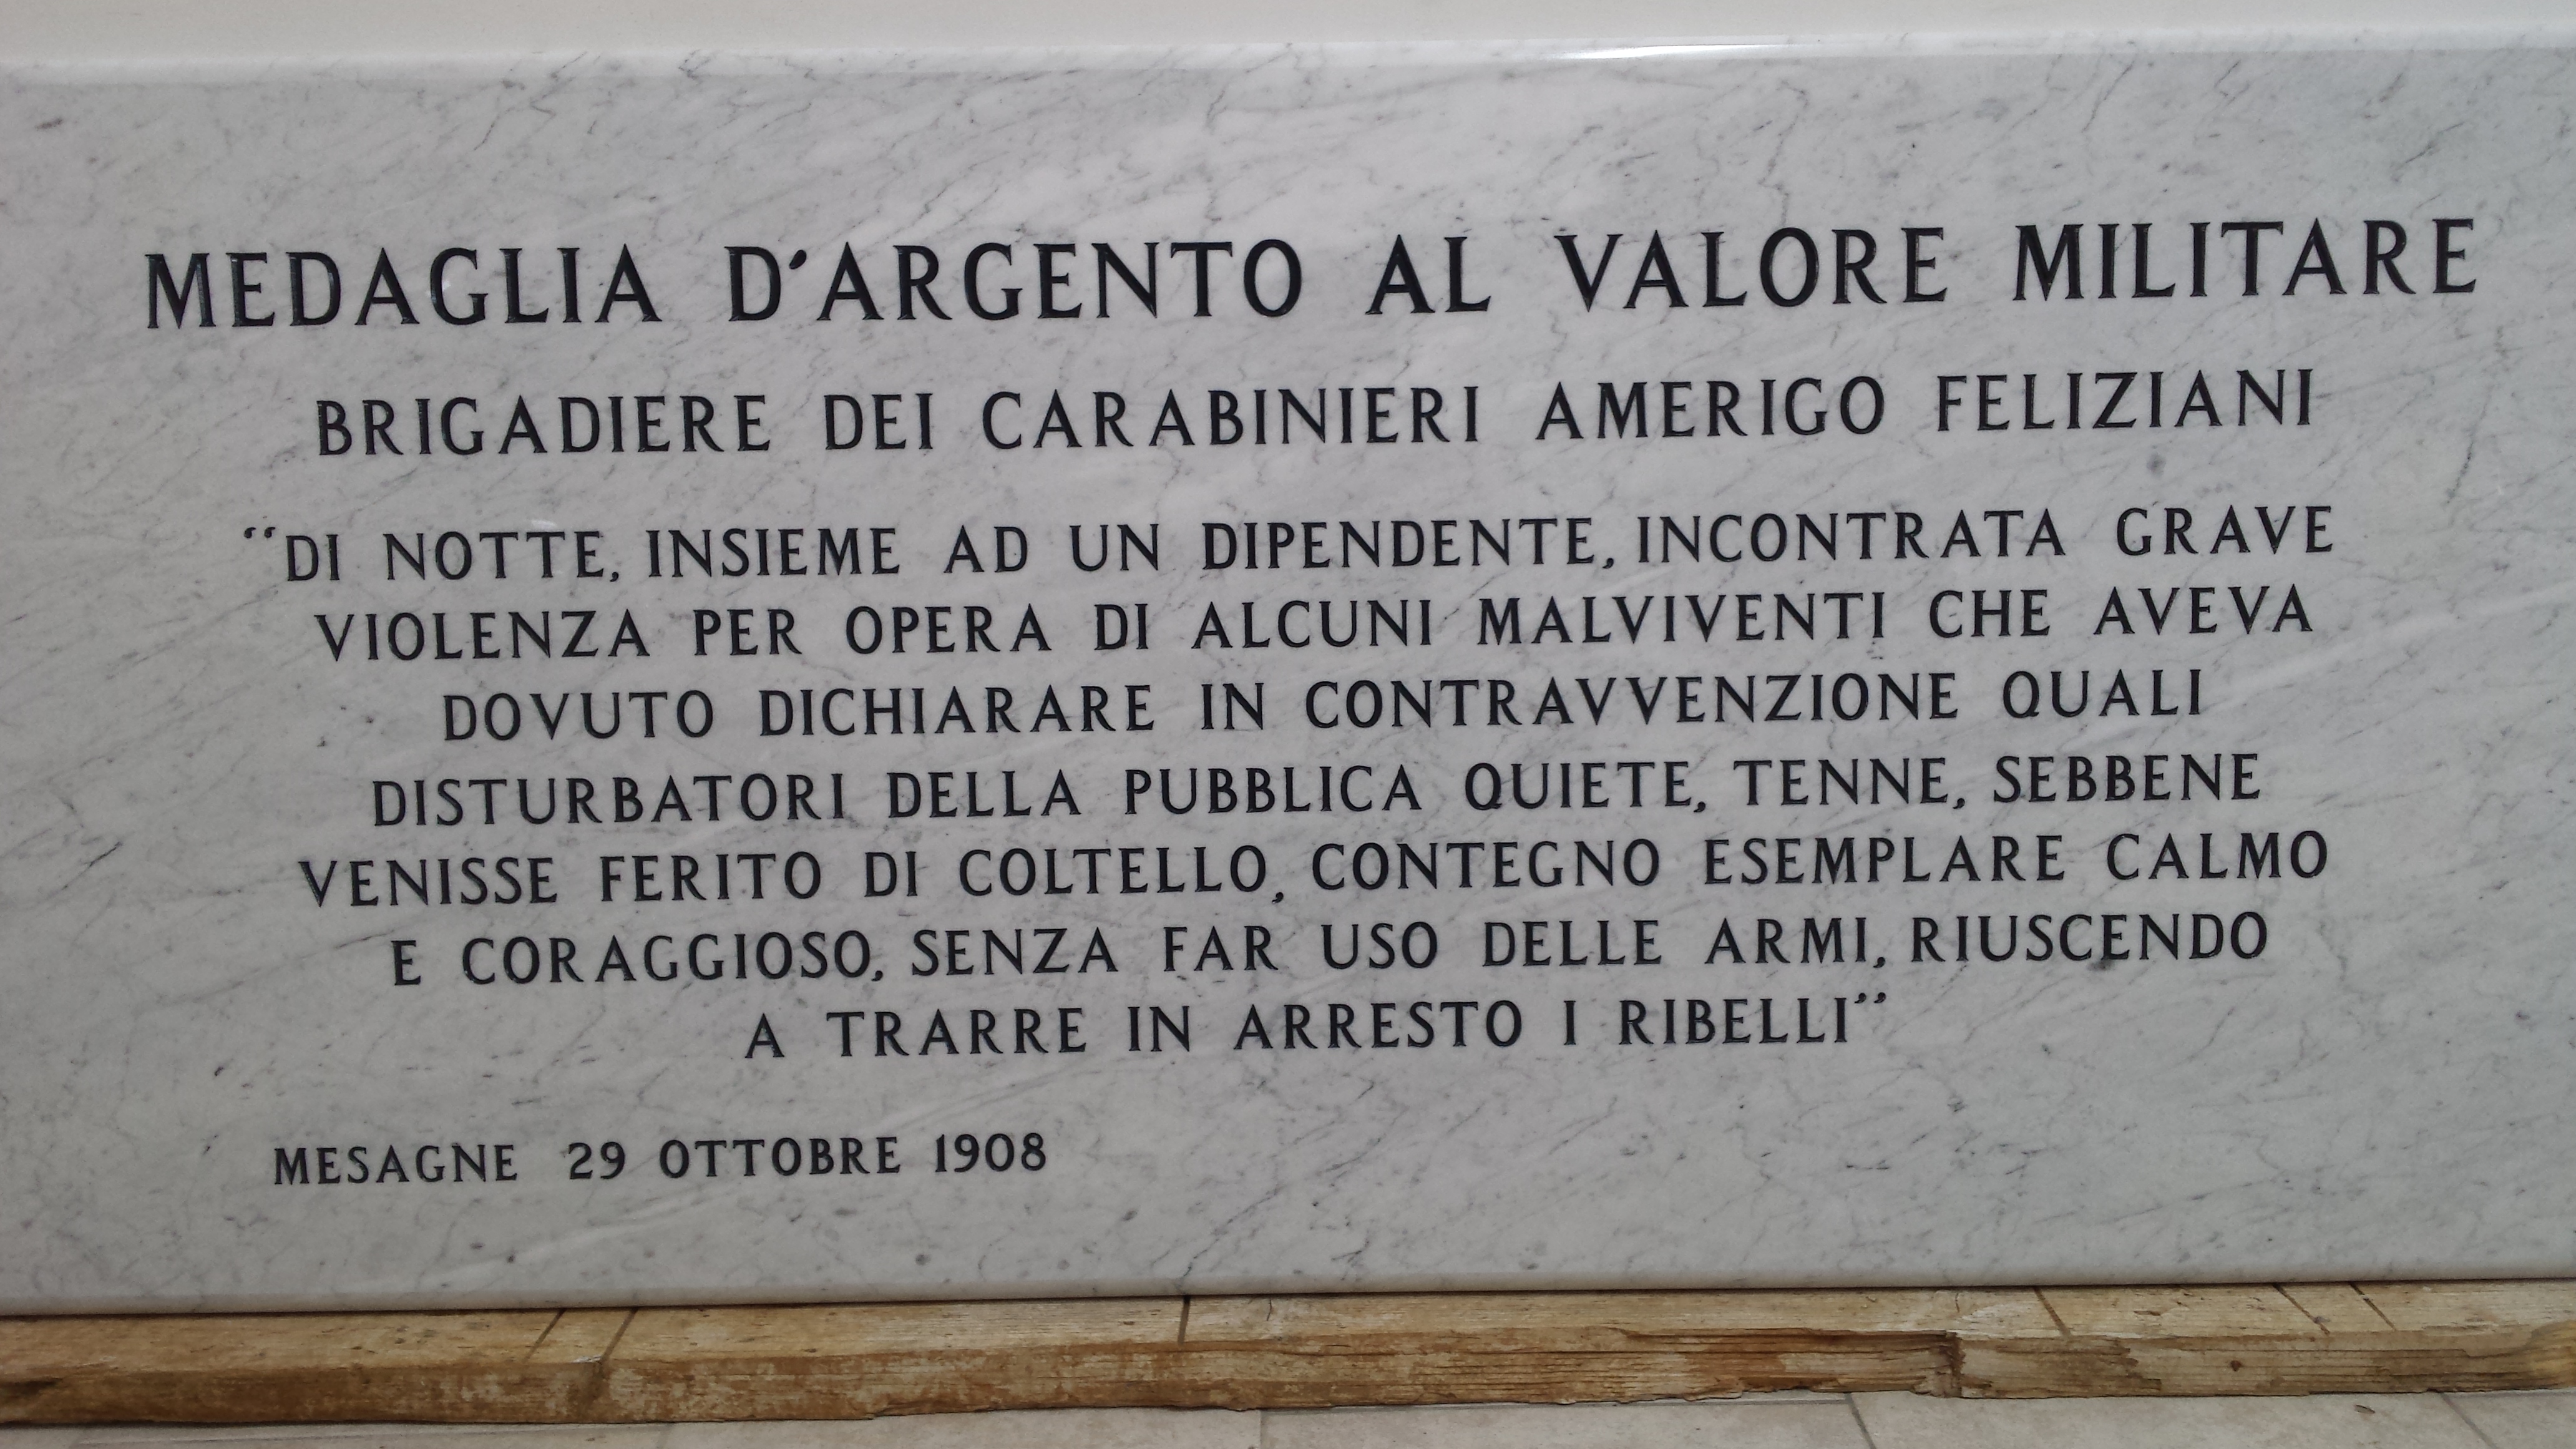 MEDAGLIA D'ARGENTO AL VALORE MILITARE
BRIGADIERE DEI CARABINIERI AMERIGO FELIZIANI
“DI NOTTE, INSIEME AD UN DIPENDENTE, INCONTRATA GRAVE
VIOLENZA PER OPERA DI ALCUNI MALVIVENTI CHE AVEVA
DOVUTO DICHIARARE IN CONTRAVVENZIONE QUALI
DISTURBATORI DELLA PUBBLICA QUIETE, TENNE, SEBBENE
VENISSE FERITO DI COLTELLO, CONTEGNO ESEMPLARE CALMO
E CORAGGIOSO, SENZA FAR USO DELLE ARMI, RIUSCENDO
A TRARRE IN ARRESTO I RIBELLI”
MESAGNE 29 OTTOBRE 1908